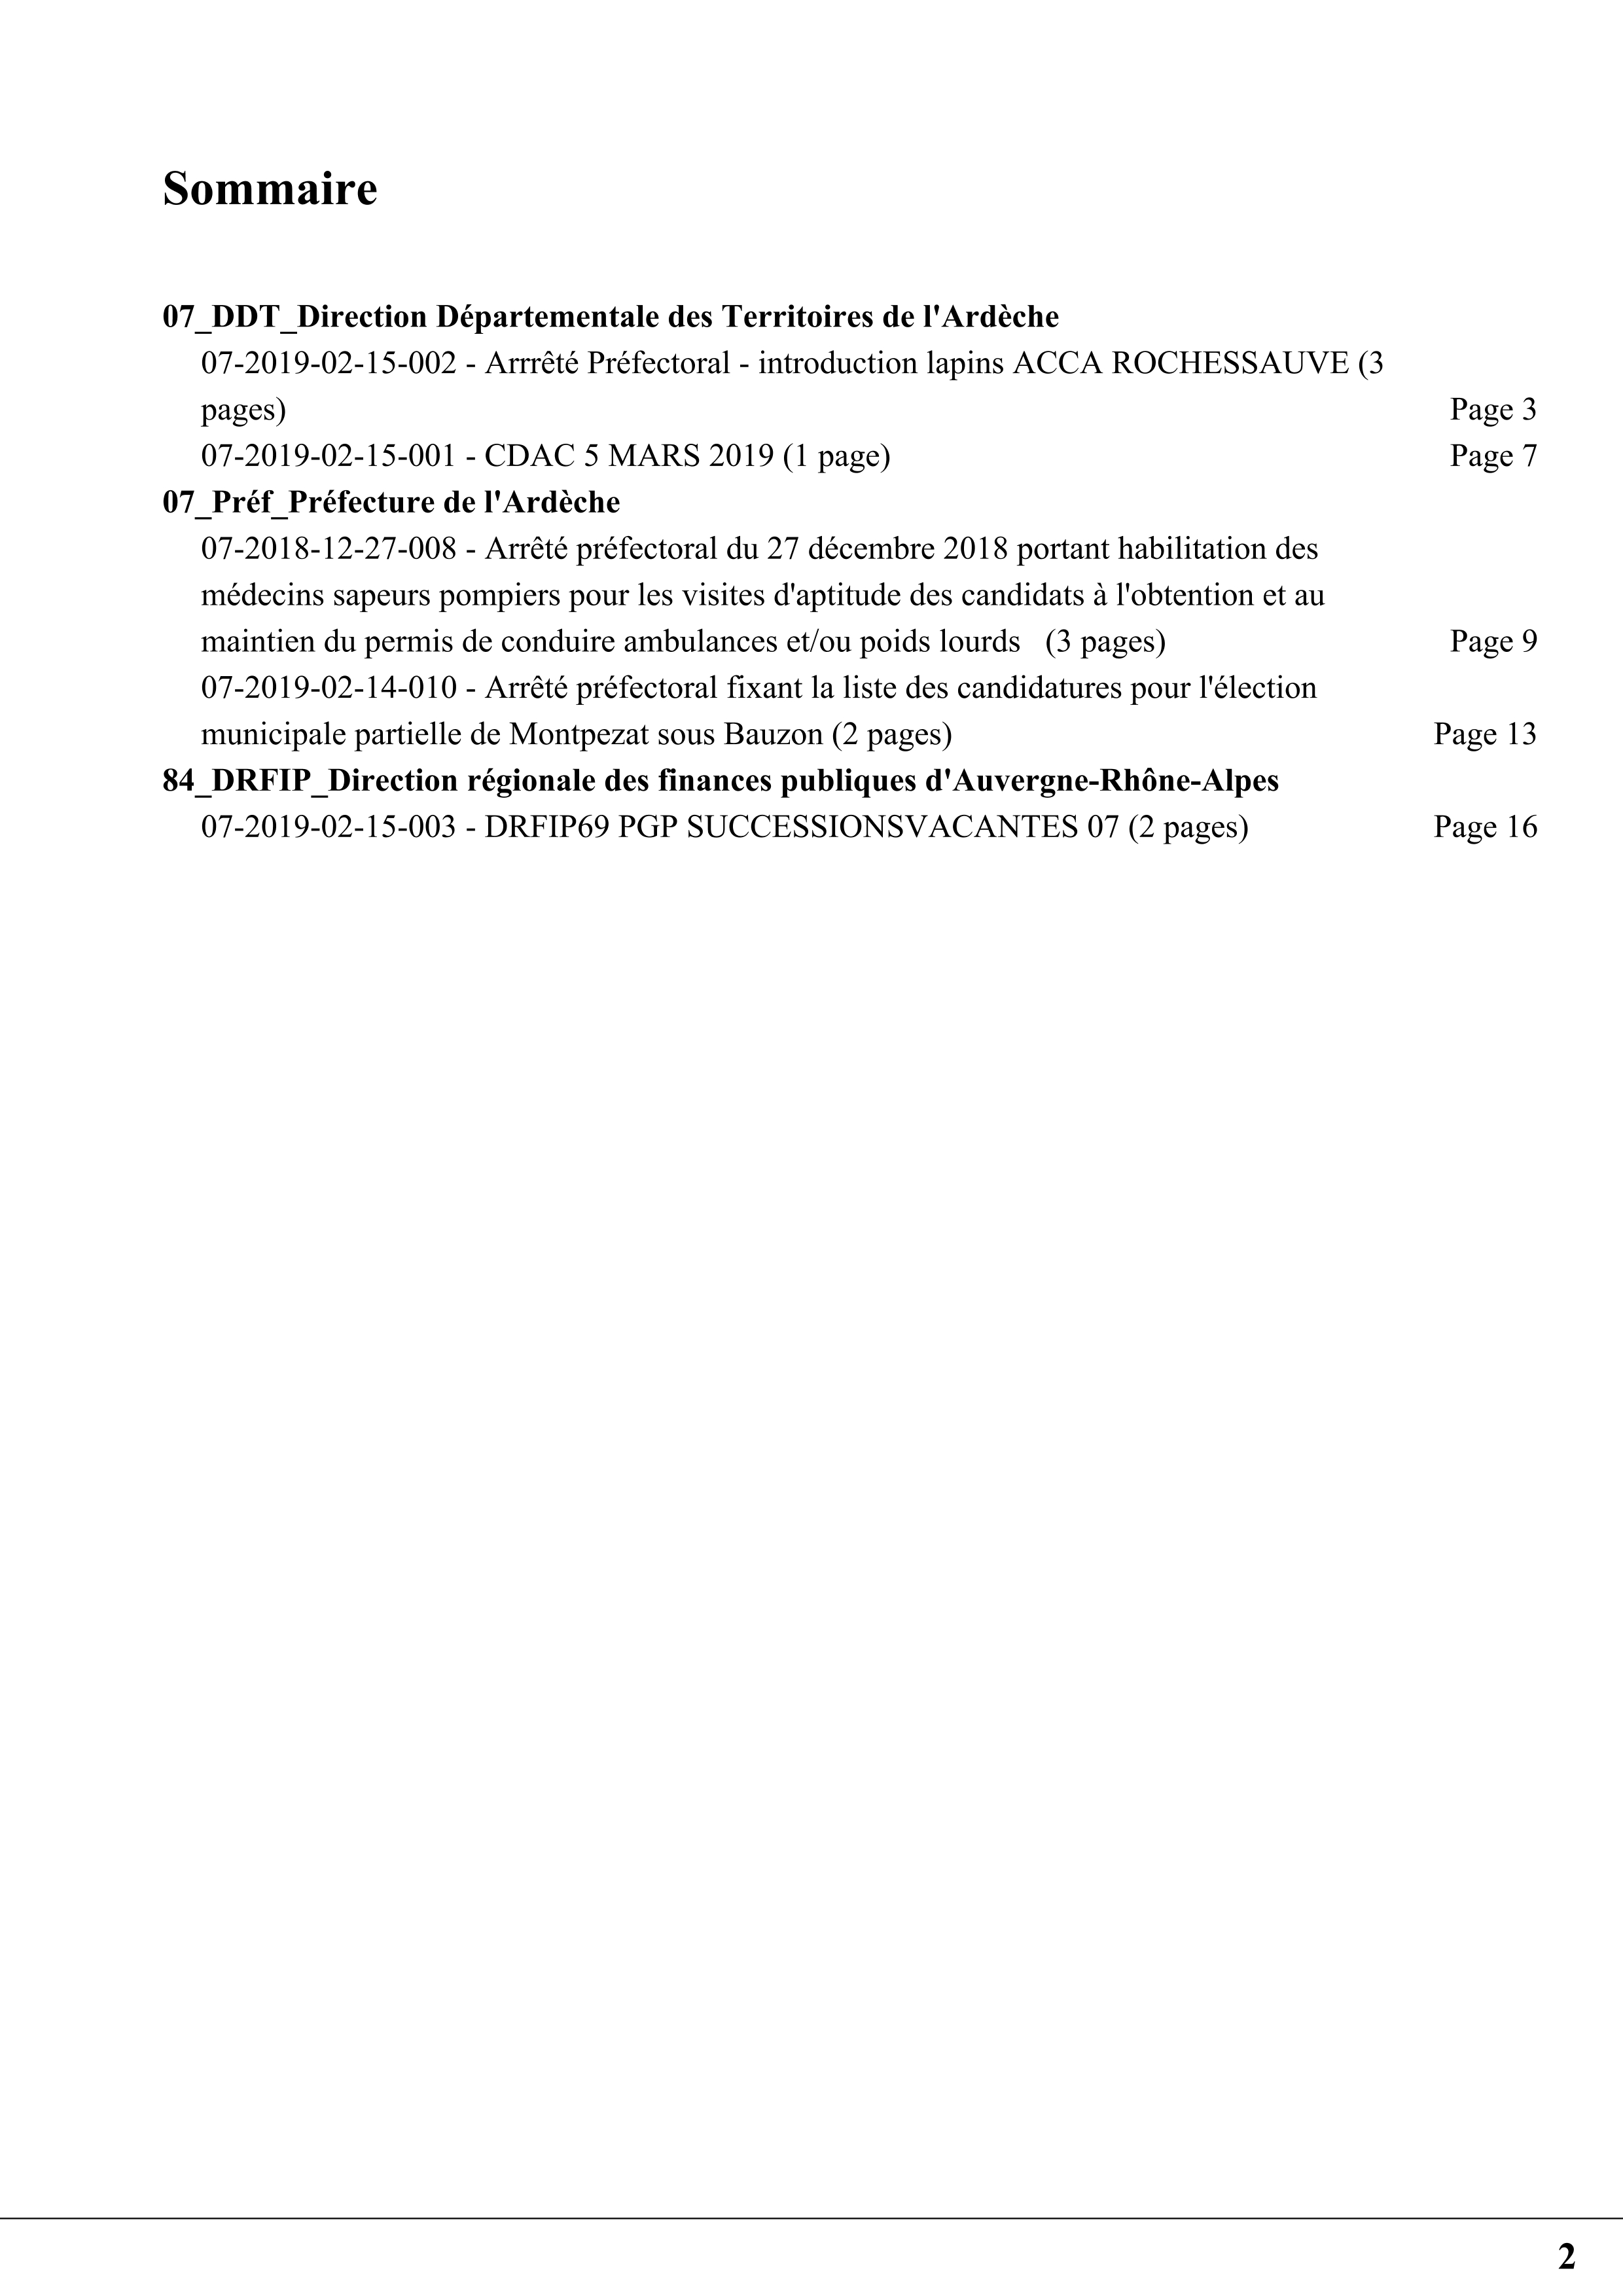 Sommaire
07_DDT_Direction Départementale des Territoires de l'Ardèche
07-2019-02-15-002 - Arrrêté Préfectoral - introduction lapins ACCA ROCHESSAUVE (3
pages) Page 3
07-2019-02-15-001 - CDAC 5 MARS 2019 (1 page) Page 7
07_Préf_Préfecture de l'Ardèche
07-2018-12-27-008 - Arrêté préfectoral du 27 décembre 2018 portant habilitation des
médecins sapeurs pompiers pour les visites d'aptitude des candidats à l'obtention et au
maintien du permis de conduire ambulances et/ou poids lourds   (3 pages) Page 9
07-2019-02-14-010 - Arrêté préfectoral fixant la liste des candidatures pour l'élection
municipale partielle de Montpezat sous Bauzon (2 pages) Page 13
84_DRFIP_Direction régionale des finances publiques d'Auvergne-Rhône-Alpes
07-2019-02-15-003 - DRFIP69 PGP SUCCESSIONSVACANTES 07 (2 pages) Page 16
2